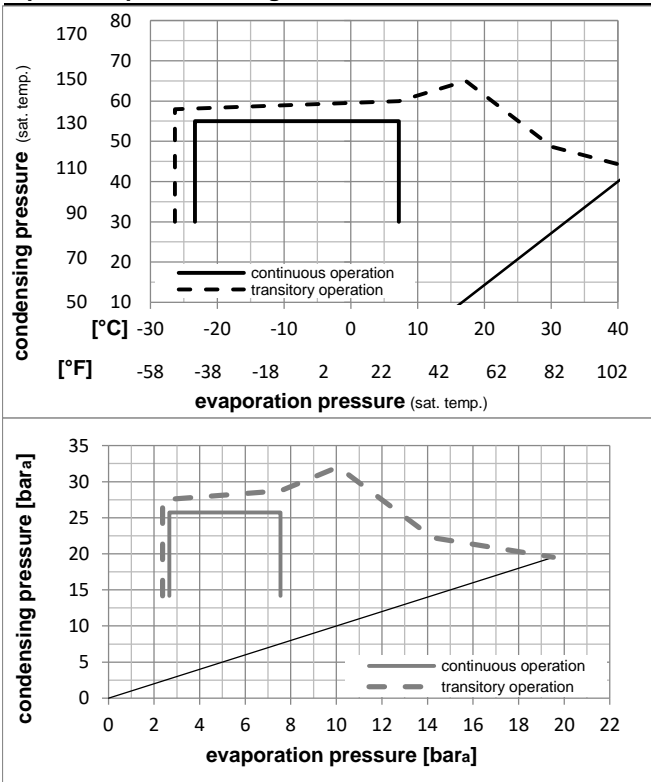 80
170
70
150
60
130
50
110
40
90
30
70
20
50
10
condensing pressure (sat. temp.)
continuous operation
transitory operation
[°C] -30 -20 -10 0 10 20 30 40
[°F] -58 -38 -18 2 22 42 62 82 102
evaporation pressure (sat. temp.)
35
30
25
20
15
10
5
0
condensing pressure [bara]
continuous operation
transitory operation
0 2 4 6 8 10 12 14 16 18 20 22
evaporation pressure [bara]